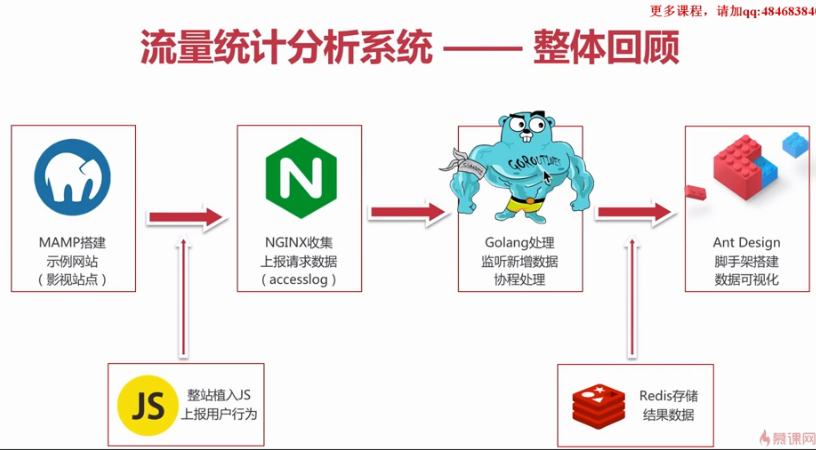 更多课程，请加qq:484683840
流量统计分析系统 —— 整体回顾
MAMP搭建
示例网站
（影视站点）
NGINX收集
上报请求数据
（accesslog）
GOROUTINES
Golang处理
监听新增数据
协程处理
Ant Design
脚手架搭建
数据可视化
JS
整站植入JS
上报用户行为
Redis存储
结果数据
慕课网